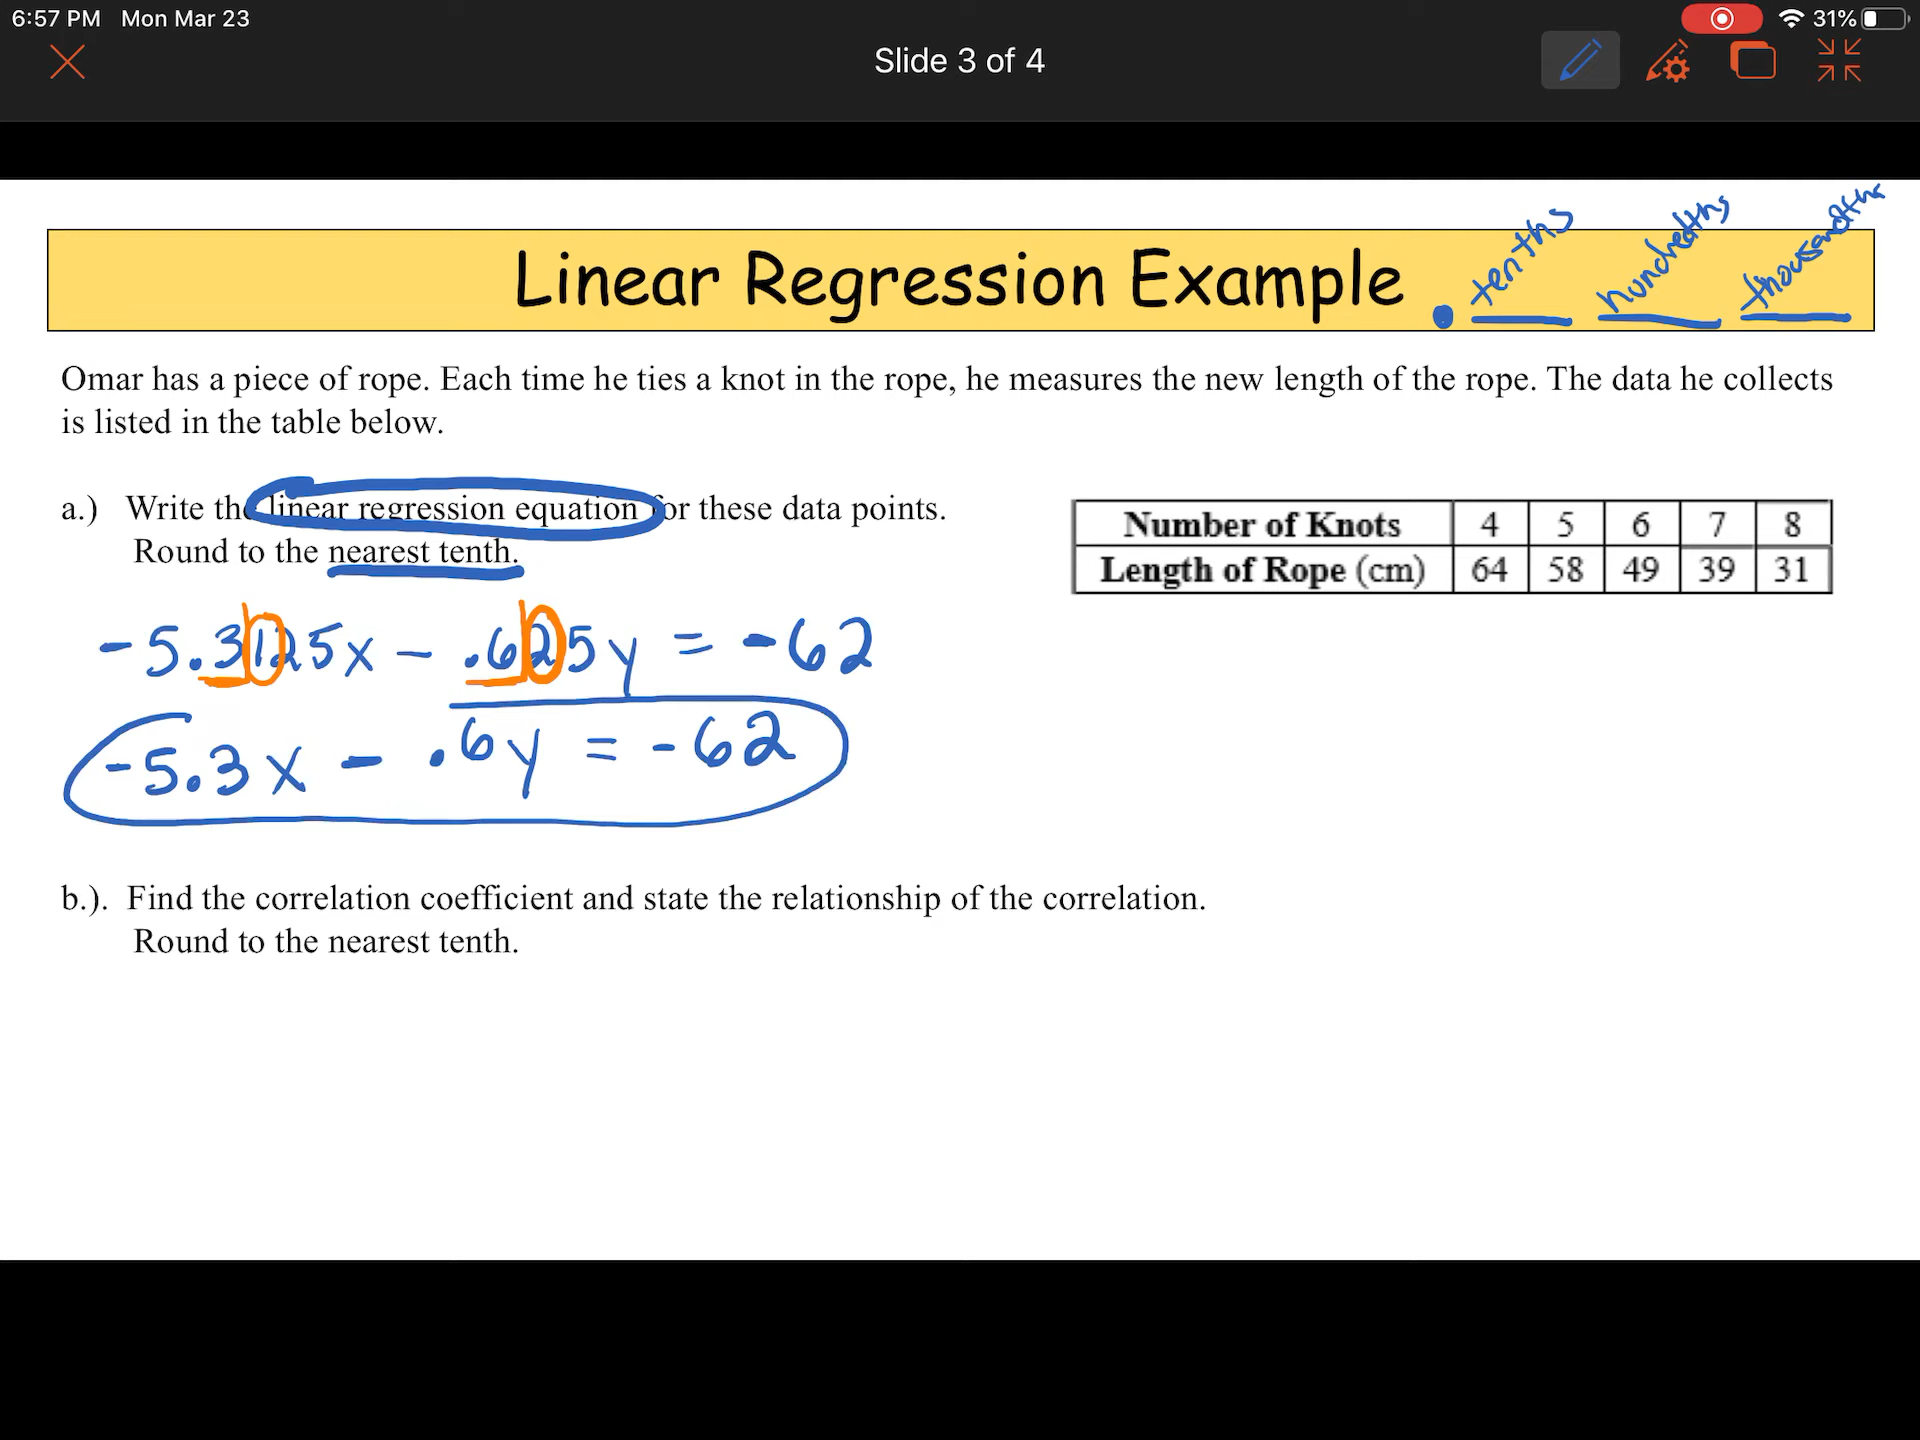 6:57 PM Mon Mar 23
31%
Slide 3 of 4
Linear Regression Example
. tenths hundredths thousandths
Omar has a piece of rope. Each time he ties a knot in the rope, he measures the new length of the rope. The data he collects
is listed in the table below.
a.) Write the linear regression equation for these data points.
Round to the nearest tenth.
Number of Knots 4 5 6 7 8
Length of Rope (cm) 64 58 49 39 31
-5.3125x - .625y = -62
-5.3x - .6y = -62
b.). Find the correlation coefficient and state the relationship of the correlation.
Round to the nearest tenth.